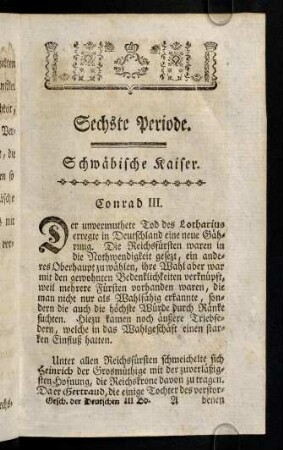 Sechste Periode.
Schwäbische Kaiser.
Conrad III.
Der unvermuthete Tod des Lotharius
erregte in Deutschland eine neue Gäh-
rung. Die Reichsfürsten waren in
die Nothwendigkeit gesezt, ein ande-
res Oberhaupt zu wählen, ihre Wahl aber war
mit den gewohnten Bedenklichkeiten verknüpft,
weil mehrere Fürsten vorhanden waren, die
man nicht nur als Wahlfähig erkannte, son-
dern die auch die höchste Würde durch Ränke
suchten. Hiezu kamen noch äußere Triebfe-
dern, welche in das Wahlgeschäft einen star-
ken Einfluß hatten.
Unter allen Reichsfürsten schmeichelte sich
Heinrich der Grosmüthige mit der zuverläßig-
sten Hofnung, die Reichskrone davon zu tragen.
Da er Gertraud, die einige Tochter des verstor-
Gesch. der Deutschen III Bd. A benen